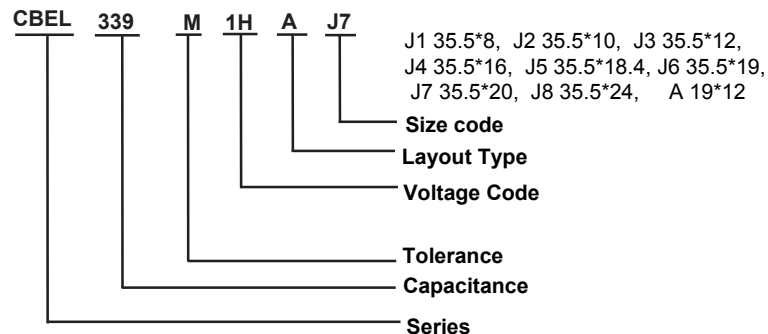 CBEL 339 M 1H A J7
J1 35.5*8, J2 35.5*10, J3 35.5*12,
J4 35.5*16, J5 35.5*18.4, J6 35.5*19,
J7 35.5*20, J8 35.5*24, A 19*12
Size code
Layout Type
Voltage Code
Tolerance
Capacitance
Series